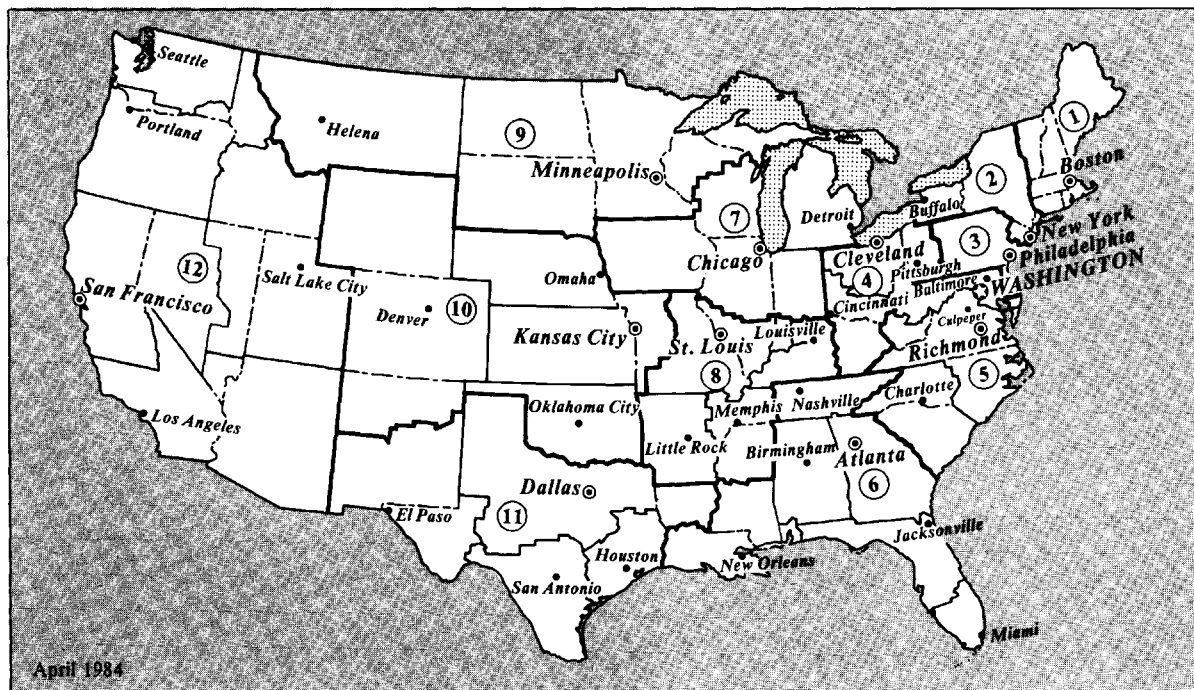 Seattle
Portland
Helena
9
1
Minneapolis
Boston
2
7
Detroit
Buffalo
New York
3
Cleveland
Philadelphia
Chicago
4
Pittsburgh
WASHINGTON
12
Salt Lake City
Omaha
Cincinnati
Baltimore
San Francisco
10
Denver
Culpeper
Kansas City
St. Louis
Louisville
Richmond
8
5
Los Angeles
Oklahoma City
Memphis
Nashville
Charlotte
Little Rock
Birmingham
Atlanta
6
Dallas
El Paso
11
Jacksonville
Houston
New Orleans
San Antonio
Miami
April 1984